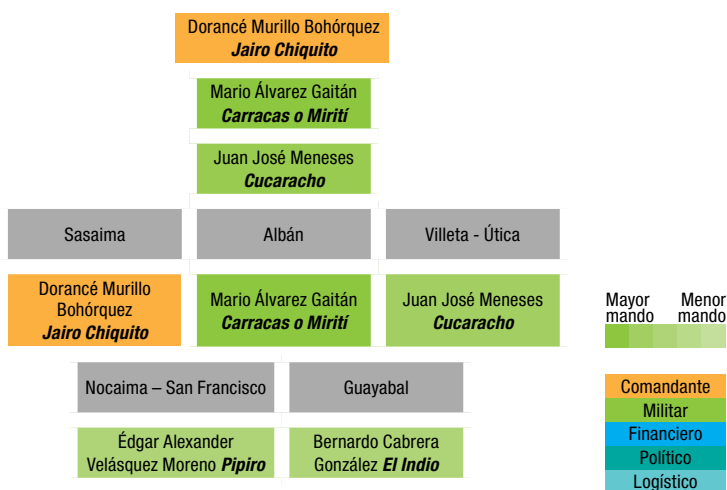 Dorancé Murillo Bohórquez
Jairo Chiquito
Mario Álvarez Gaitán
Carracas o Mirití
Juan José Meneses
Cucaracho
Sasaima
Albán
Villeta - Útica
Dorancé Murillo
Bohórquez
Jairo Chiquito
Mario Álvarez Gaitán
Carracas o Mirití
Juan José Meneses
Cucaracho
Nocaima – San Francisco
Guayabal
Édgar Alexander
Velásquez Moreno Pipiro
Bernardo Cabrera
González El Indio
Mayor
mando
Menor
mando
Comandante
Militar
Financiero
Político
Logístico